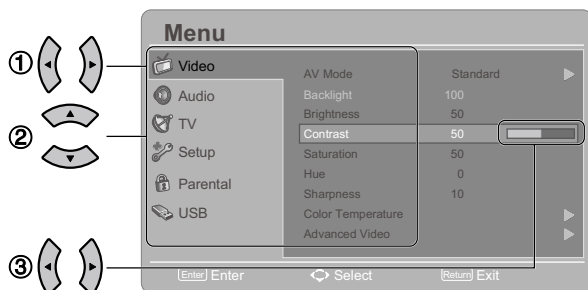 Menu
①
Video
Audio
②
TV
Setup
Parental
USB
AV Mode Standard
Backlight 100
Brightness 50
Contrast 50
Saturation 50
Hue 0
Sharpness 10
Color Temperature
Advanced Video
③
Enter Enter Select Return Exit